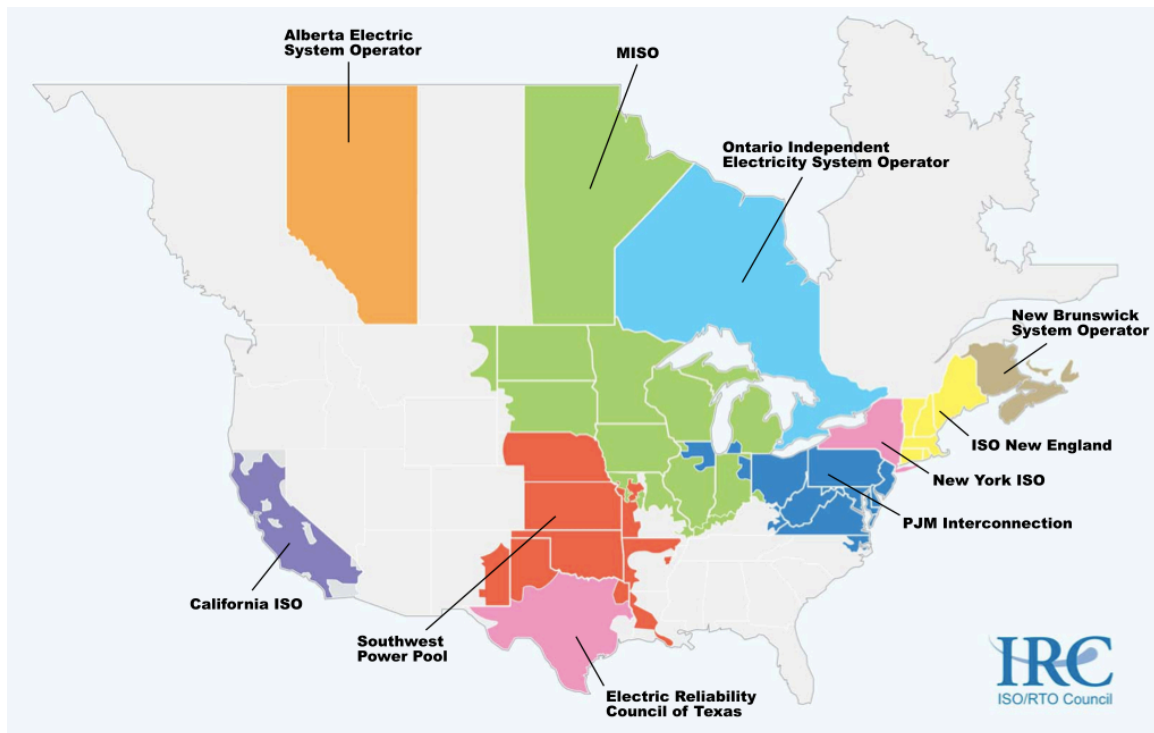 Alberta Electric
System Operator
MISO
Ontario Independent
Electricity System Operator
New Brunswick
System Operator
ISO New England
New York ISO
PJM Interconnection
California ISO
Southwest
Power Pool
Electric Reliability
Council of Texas
IRC
ISO/RTO Council